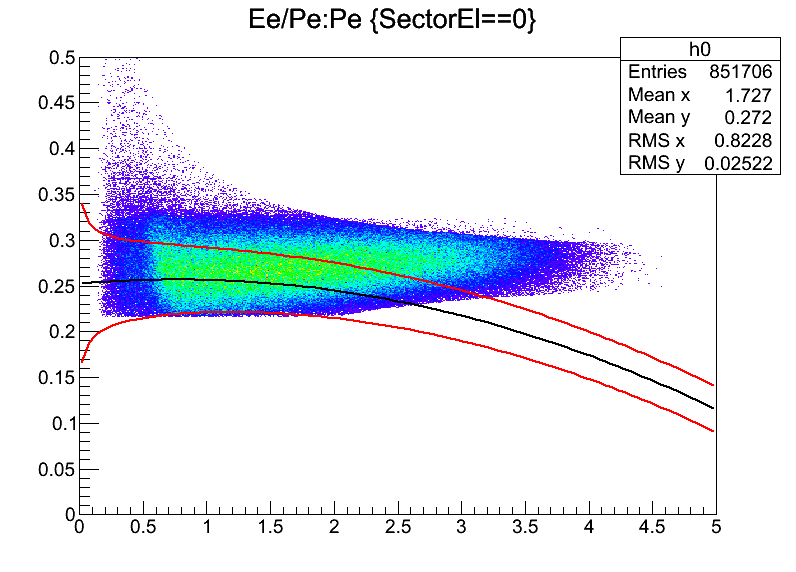 Ee/Pe:Pe {SectorEl==0}
h0
Entries 851706
Mean x 1.727
Mean y 0.272
RMS x 0.8228
RMS y 0.02522
0.5
0.45
0.4
0.35
0.3
0.25
0.2
0.15
0.1
0.05
0
0 0.5 1 1.5 2 2.5 3 3.5 4 4.5 5